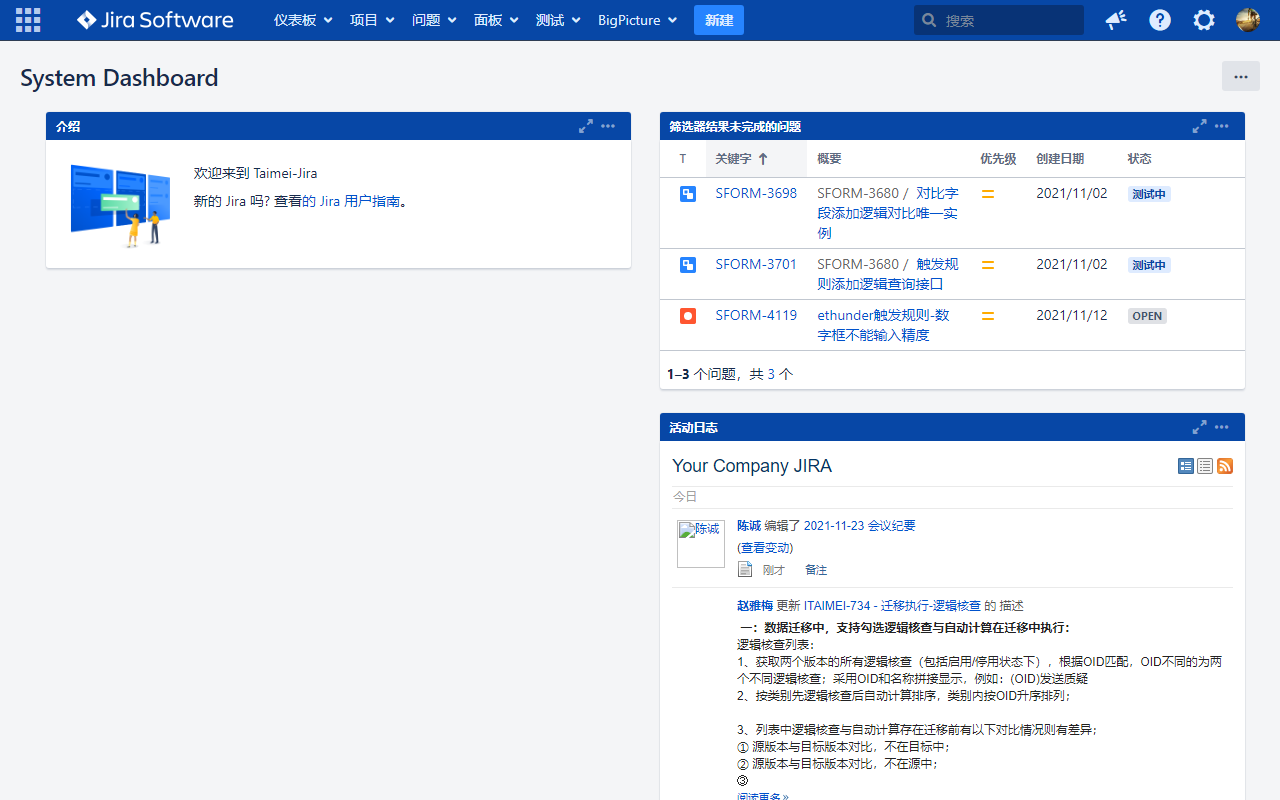 Jira Software 仪表板 项目 问题 面板 测试 BigPicture 新建 搜索
System Dashboard
介绍
欢迎来到 Taimei-Jira
新的 Jira 吗? 查看的 Jira 用户指南。
筛选器结果未完成的问题
T 关键字 概要 优先级 创建日期 状态
SFORM-3698 SFORM-3680 / 对比字 2021/11/02 测试中
段添加逻辑对比唯一实
例
SFORM-3701 SFORM-3680 / 触发规 2021/11/02 测试中
则添加逻辑查询接口
SFORM-4119 ethunder触发规则-数 2021/11/12 OPEN
字框不能输入精度
1–3 个问题，共 3 个
活动日志
Your Company JIRA
今日
陈诚 陈诚 编辑了 2021-11-23 会议纪要
(查看变动)
刚才 备注
赵雅梅 更新 ITAIMEI-734 - 迁移执行-逻辑核查 的 描述
一：数据迁移中，支持勾选逻辑核查与自动计算在迁移中执行：
逻辑核查列表：
1、获取两个版本的所有逻辑核查（包括启用/停用状态下），根据OID匹配，OID不同的为两
个不同逻辑核查；采用OID和名称拼接显示，例如：(OID)发送质疑
2、按类别先逻辑核查后自动计算排序，类别内按OID升序排列；
3、列表中逻辑核查与自动计算存在迁移前有以下对比情况则有差异；
① 源版本与目标版本对比，不在目标中；
② 源版本与目标版本对比，不在源中；
③
阅读更多 »